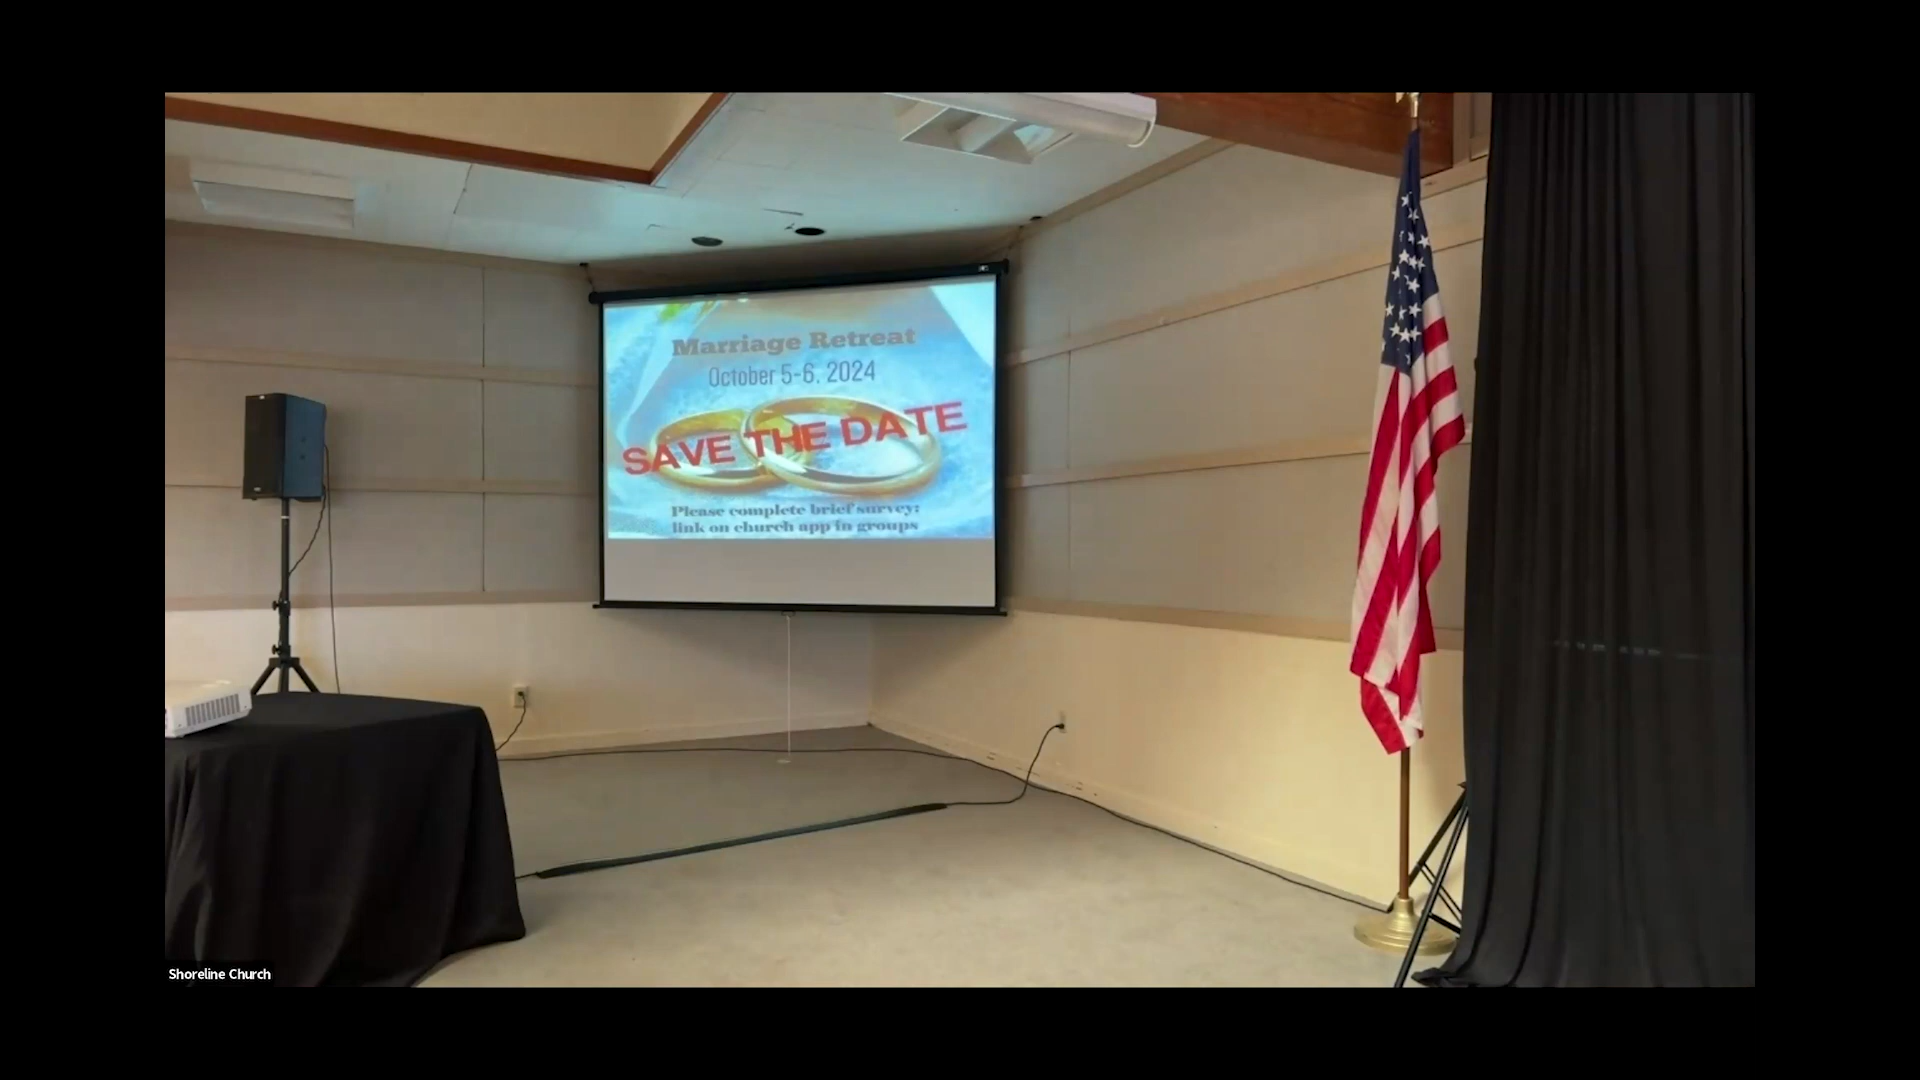 Marriage Retreat
October 5-6, 2024
SAVE THE DATE
Please complete brief survey:
link on church app in groups
Shoreline Church